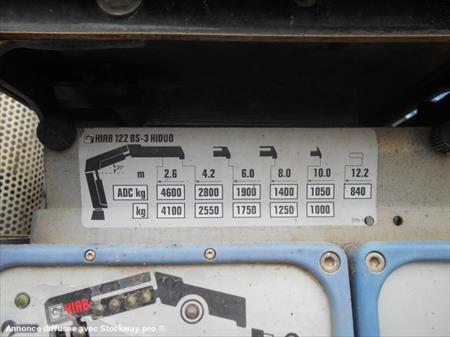 HIAB 122 BS-3 HIDUO
20°
m 2.6 4.2 6.0 8.0 10.0 12.2
ADC kg 4600 2800 1900 1400 1050 840
kg 4100 2550 1750 1250 1000
HIAB
Annonce diffusée avec Stockway.pro ®